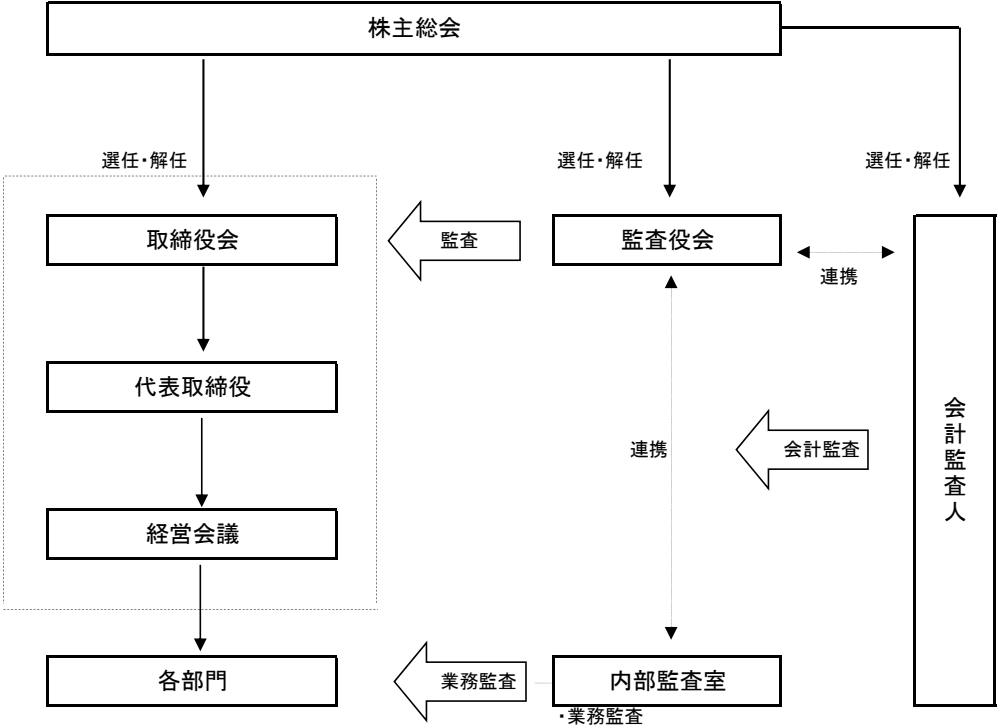 株主総会
選任・解任
選任・解任
選任・解任
取締役会
監査
監査役会
連携
代表取締役
会計監査人
連携
会計監査
経営会議
各部門
業務監査
内部監査室
・業務監査